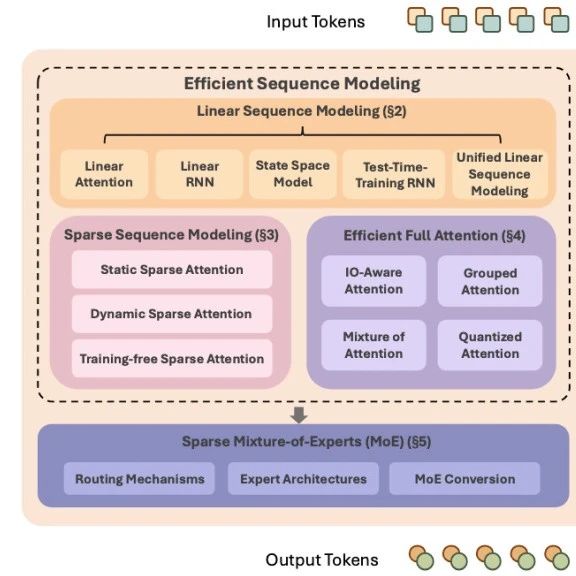 Input Tokens
Efficient Sequence Modeling
Linear Sequence Modeling (§2)
Linear
Attention
Linear
RNN
State Space
Model
Test-Time-
Training RNN
Unified Linear
Sequence
Modeling
Sparse Sequence Modeling (§3)
Static Sparse Attention
Dynamic Sparse Attention
Training-free Sparse Attention
Efficient Full Attention (§4)
IO-Aware
Attention
Grouped
Attention
Mixture of
Attention
Quantized
Attention
Sparse Mixture-of-Experts (MoE) (§5)
Routing Mechanisms
Expert Architectures
MoE Conversion
Output Tokens